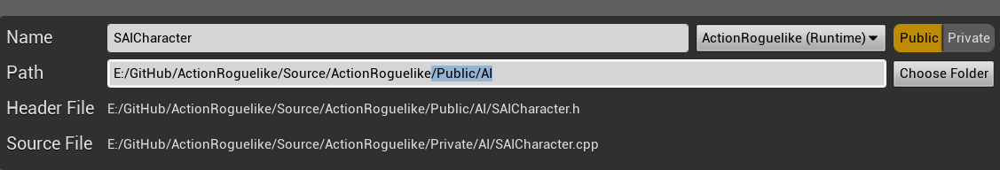 Name SAICharacter ActionRoguelike (Runtime) Public Private
Path E:/GitHub/ActionRoguelike/Source/ActionRoguelike/Public/AI Choose Folder
Header File E:/GitHub/ActionRoguelike/Source/ActionRoguelike/Public/AI/SAICharacter.h
Source File E:/GitHub/ActionRoguelike/Source/ActionRoguelike/Private/AI/SAICharacter.cpp